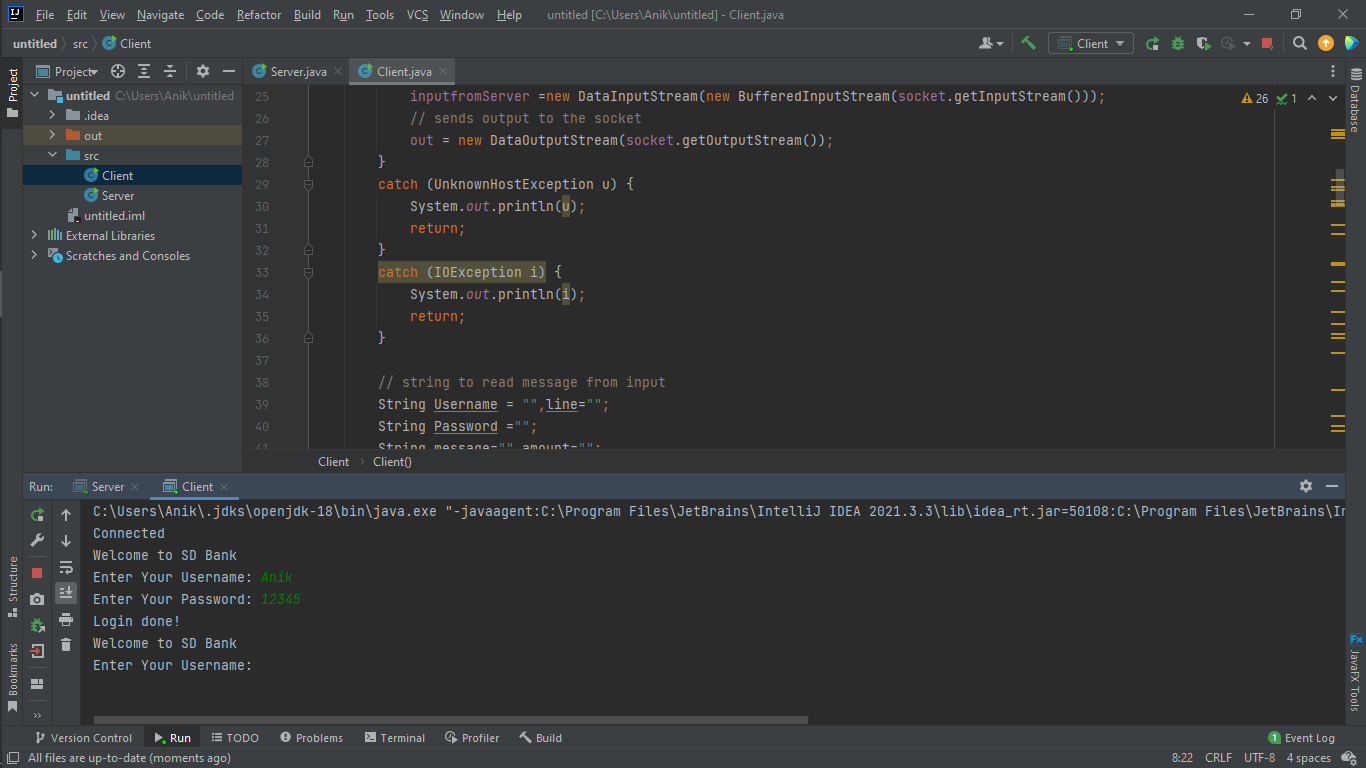 File Edit View Navigate Code Refactor Build Run Tools VCS Window Help untitled [C:\Users\Anik\untitled] - Client.java
untitled src Client
Client
Project
Server.java
Client.java
Project
untitled C:\Users\Anik\untitled
.idea
out
src
Client
Server
untitled.iml
External Libraries
Scratches and Consoles
25 inputfromServer =new DataInputStream(new BufferedInputStream(socket.getInputStream()));
26 // sends output to the socket
27 out = new DataOutputStream(socket.getOutputStream());
28 }
29 catch (UnknownHostException u) {
30 System.out.println(u);
31 return;
32 }
33 catch (IOException i) {
34 System.out.println(i);
35 return;
36 }
37
38 // string to read message from input
39 String Username = "",line="";
40 String Password ="";
41 String message="",amount="";
26 1
Database
Client Client()
Run: Server Client
C:\Users\Anik\.jdks\openjdk-18\bin\java.exe "-javaagent:C:\Program Files\JetBrains\IntelliJ IDEA 2021.3.3\lib\idea_rt.jar=50108:C:\Program Files\JetBrains\In
Connected
Welcome to SD Bank
Enter Your Username: Anik
Enter Your Password: 12345
Login done!
Welcome to SD Bank
Enter Your Username:
Structure
Bookmarks
Fx JavaFX Tools
Version Control Run TODO Problems Terminal Profiler Build 1 Event Log
All files are up-to-date (moments ago) 8:22 CRLF UTF-8 4 spaces